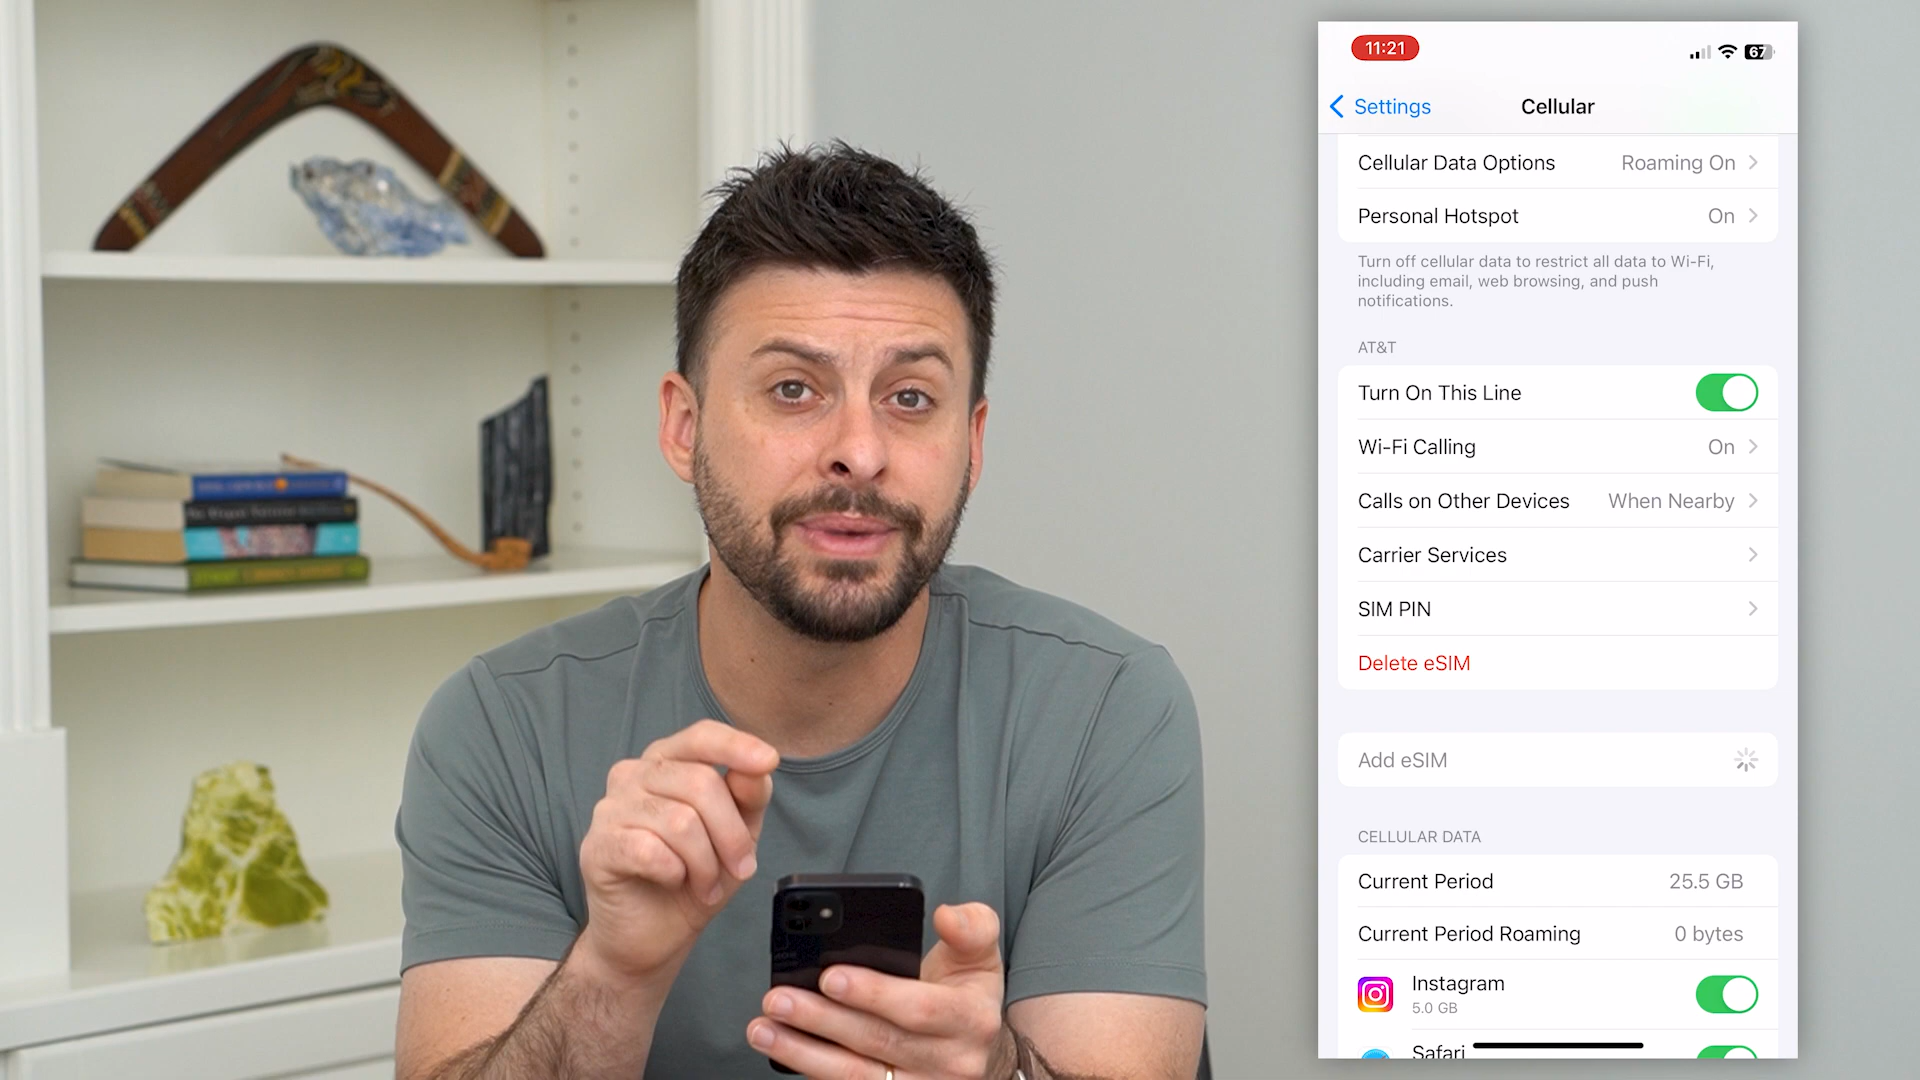 11:21
67
Settings
Cellular
Cellular Data Options Roaming On
Personal Hotspot On
Turn off cellular data to restrict all data to Wi-Fi,
including email, web browsing, and push
notifications.
AT&T
Turn On This Line
Wi-Fi Calling On
Calls on Other Devices When Nearby
Carrier Services
SIM PIN
Delete eSIM
Add eSIM
CELLULAR DATA
Current Period 25.5 GB
Current Period Roaming 0 bytes
Instagram
5.0 GB
Safari